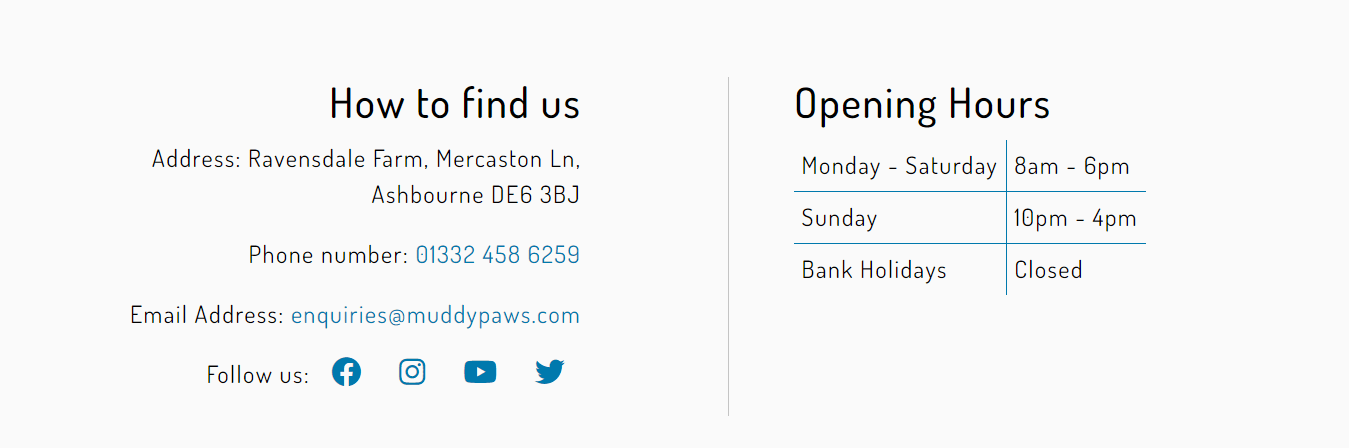 How to find us
Address: Ravensdale Farm, Mercaston Ln,
Ashbourne DE6 3BJ
Phone number: 01332 458 6259
Email Address: enquiries@muddypaws.com
Follow us:
Opening Hours
Monday - Saturday 8am - 6pm
Sunday 10pm - 4pm
Bank Holidays Closed